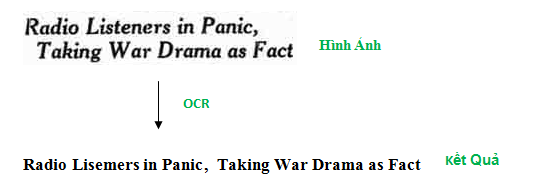 Radio Listeners in Panic,
Taking War Drama as Fact
Hình Ảnh
OCR
Radio Lisemers in Panic, Taking War Drama as Fact
Kết Quả